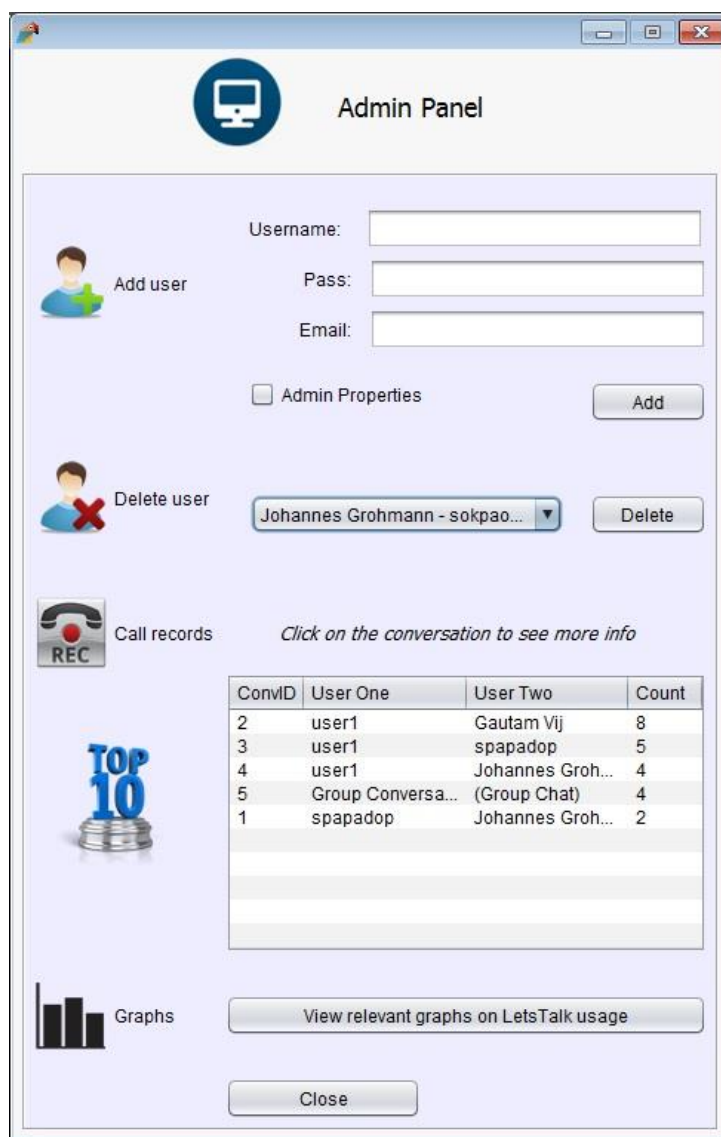 Admin Panel
Username:
Add user
Pass:
Email:
Admin Properties
Add
Delete user
Johannes Grohmann - sokpao...
Delete
REC
Call records
Click on the conversation to see more info
ConvID User One User Two Count
2 user1 Gautam Vij 8
3 user1 spapadop 5
4 user1 Johannes Groh... 4
5 Group Conversa... (Group Chat) 4
1 spapadop Johannes Groh... 2
TOP
10
Graphs
View relevant graphs on LetsTalk usage
Close